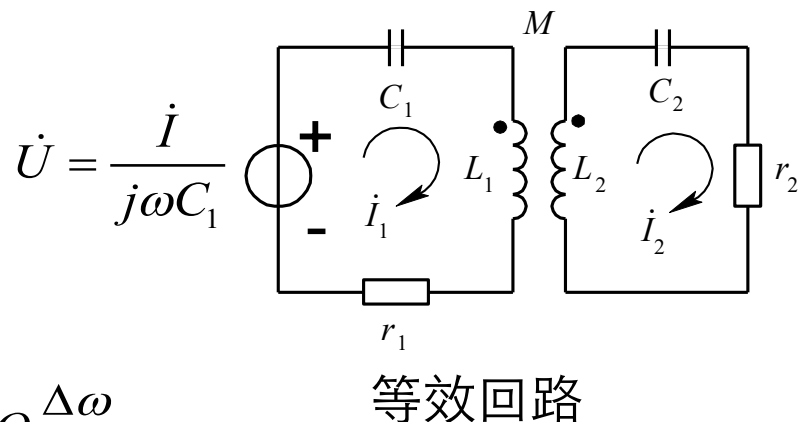 M
C₁
C₂
U̇ = İ / jωC₁
+
-
L₁
L₂
r₂
İ₁
İ₂
r₁
等效回路
Δω